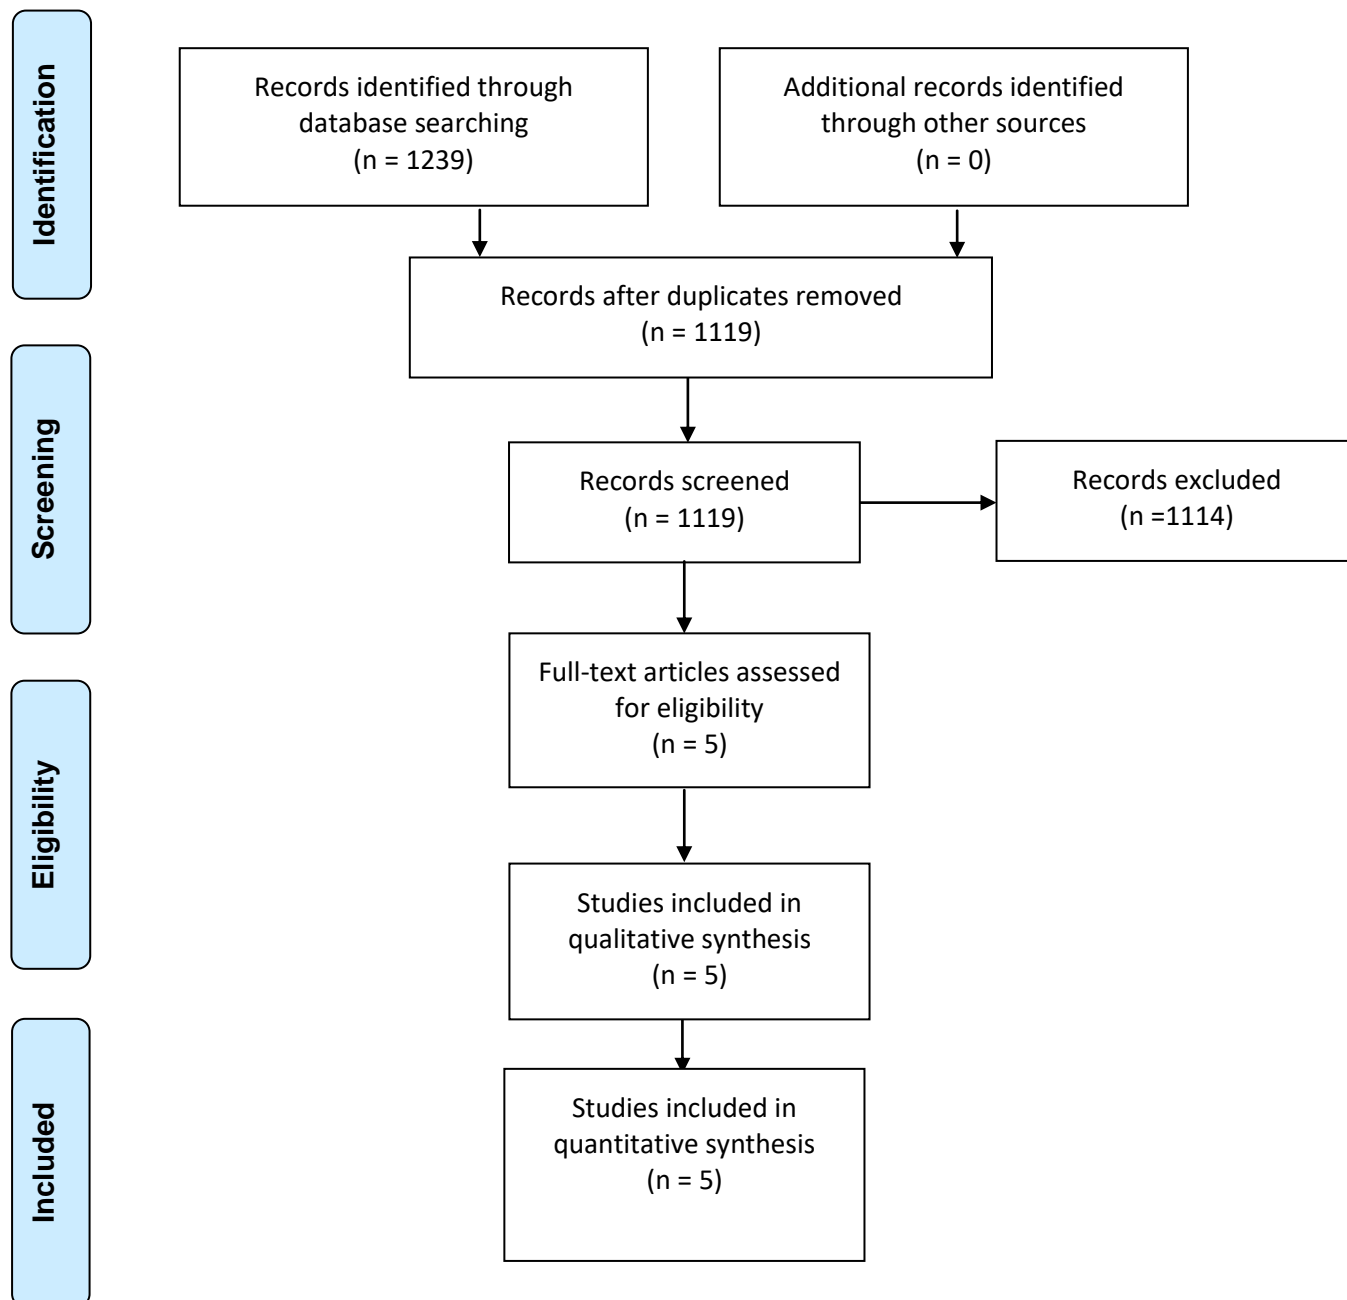 Identification
Records identified through
database searching
(n = 1239)
Additional records identified
through other sources
(n = 0)
Records after duplicates removed
(n = 1119)
Screening
Records screened
(n = 1119)
Records excluded
(n =1114)
Full-text articles assessed
for eligibility
(n = 5)
Eligibility
Studies included in
qualitative synthesis
(n = 5)
Included
Studies included in
quantitative synthesis
(n = 5)